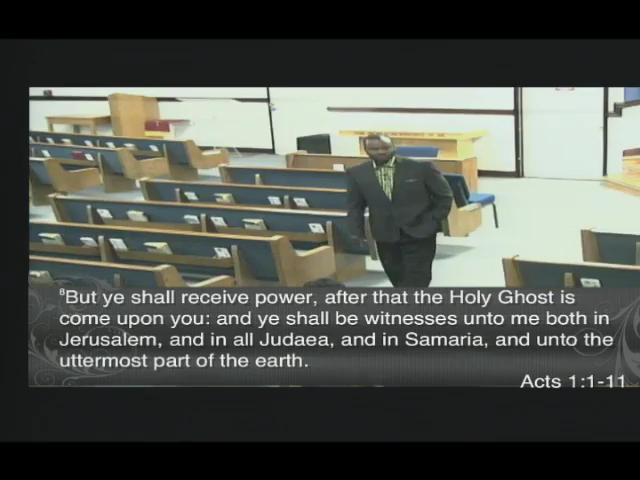 ⁸But ye shall receive power, after that the Holy Ghost is
come upon you: and ye shall be witnesses unto me both in
Jerusalem, and in all Judaea, and in Samaria, and unto the
uttermost part of the earth.
Acts 1:1-11